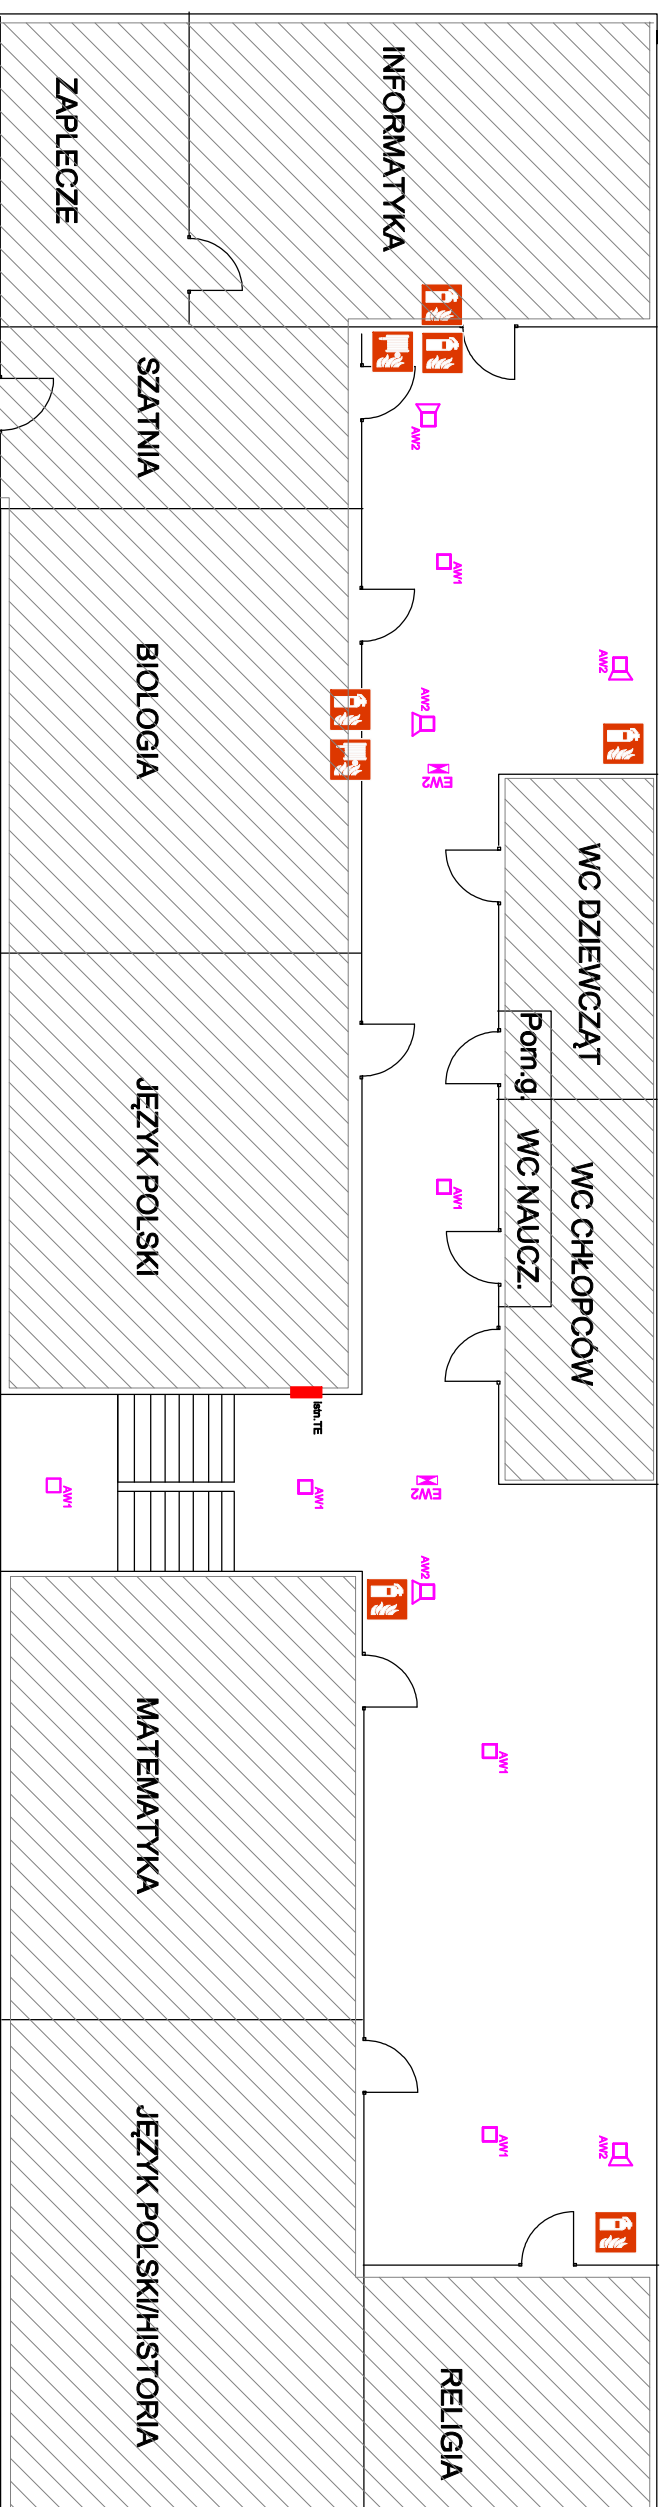 INFORMATYKA
ZAPLECZE
SZATNIA
AW2
AW1
BIOLOGIA
AW2
AW2
EW2
WC DZIEWCZĄT
Pom.g.
WC NAUCZ.
WC CHŁOPCÓW
JĘZYK POLSKI
AW1
istn. TE
AW1
AW1
EW2
AW2
MATEMATYKA
AW1
AW1
AW2
JĘZYK POLSKI/HISTORIA
RELIGIA